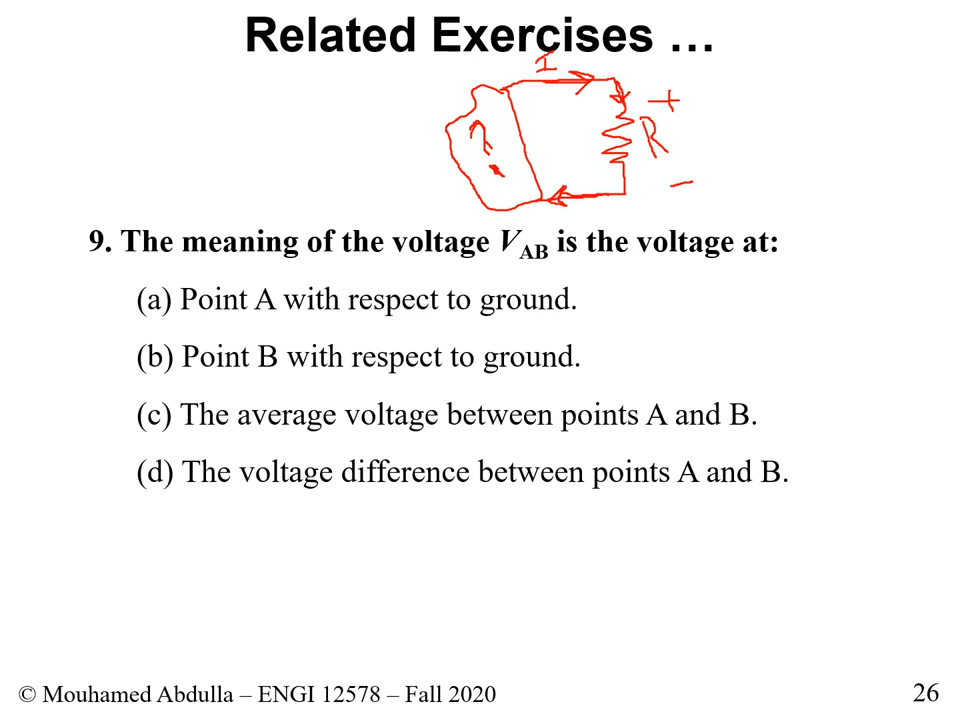 Related Exercises …
I
?
R
+
−
9. The meaning of the voltage V_AB is the voltage at:
(a) Point A with respect to ground.
(b) Point B with respect to ground.
(c) The average voltage between points A and B.
(d) The voltage difference between points A and B.
© Mouhamed Abdulla – ENGI 12578 – Fall 2020
26